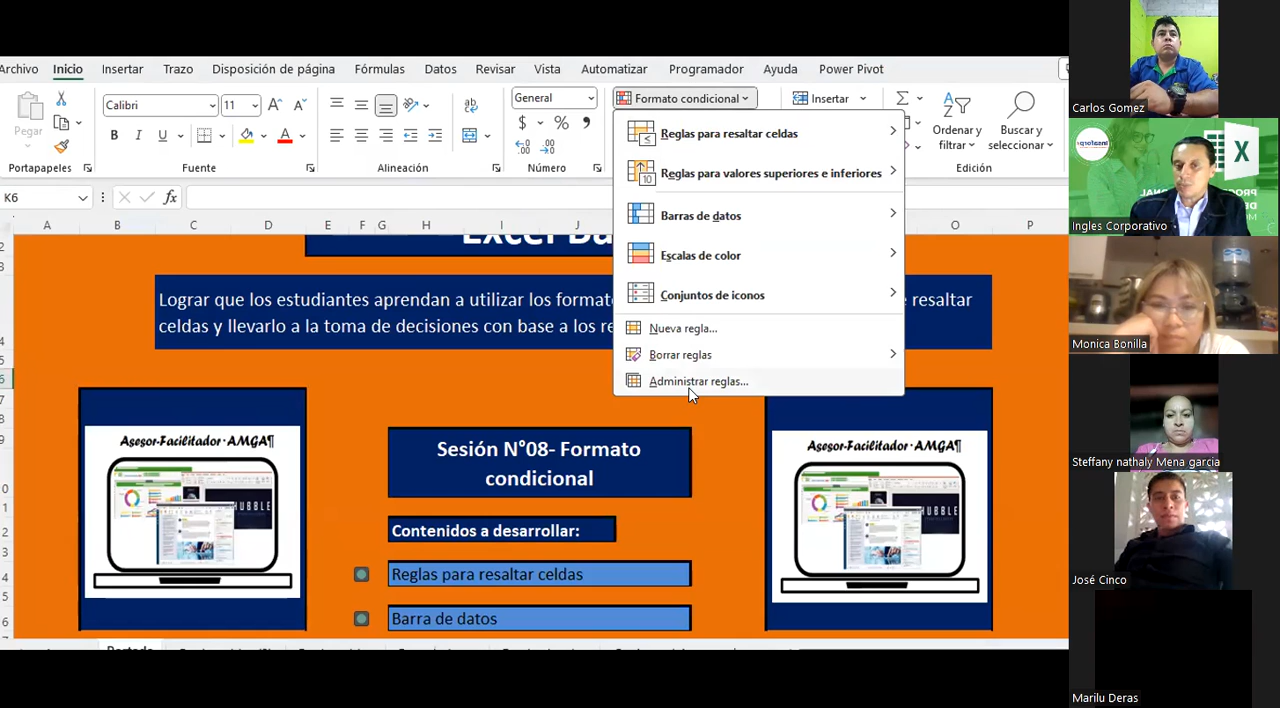 Archivo Inicio Insertar Trazo Disposición de página Fórmulas Datos Revisar Vista Automatizar Programador Ayuda Power Pivot
Pegar
Portapapeles
Calibri 11
N K S
Fuente
Alineación
General
$ % 000
Número
Formato condicional
Insertar
Ordenar y
filtrar
Buscar y
seleccionar
Edición
Reglas para resaltar celdas
Reglas para valores superiores e inferiores
Barras de datos
Escalas de color
Conjuntos de iconos
Nueva regla...
Borrar reglas
Administrar reglas...
K6
fx
A B C D E F G H I J O P
Lograr que los estudiantes aprendan a utilizar los resaltar
celdas y llevarlo a la toma de decisiones con base a los
Asesor-Facilitador·AMGA¶
HUBBLE
Sesión N°08- Formato
condicional
Contenidos a desarrollar:
Reglas para resaltar celdas
Barra de datos
Asesor-Facilitador·AMGA¶
HUBBLE
Carlos Gomez
Ingles Corporativo
Monica Bonilla
Steffany nathaly Mena garcia
José Cinco
Marilu Deras